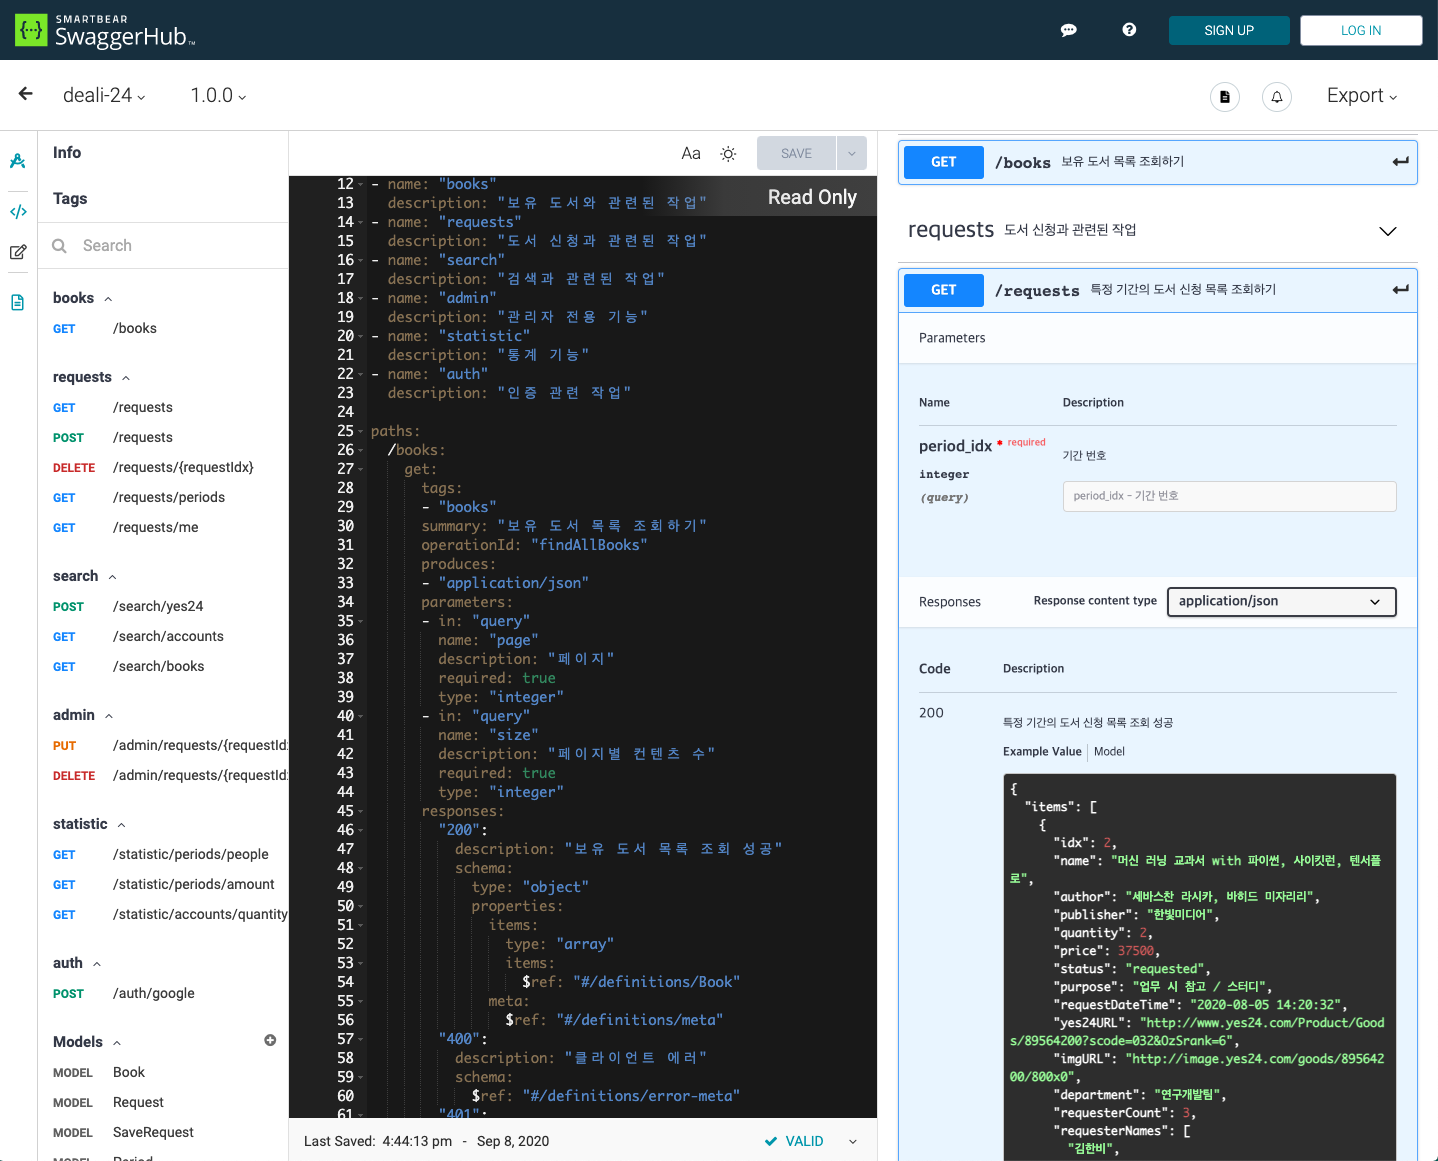 SMARTBEAR
SwaggerHub™
SIGN UP
LOG IN
deali-24
1.0.0
Export
Info
Tags
Search
books
GET /books
requests
GET /requests
POST /requests
DELETE /requests/{requestIdx}
GET /requests/periods
GET /requests/me
search
POST /search/yes24
GET /search/accounts
GET /search/books
admin
PUT /admin/requests/{requestIdx
DELETE /admin/requests/{requestIdx
statistic
GET /statistic/periods/people
GET /statistic/periods/amount
GET /statistic/accounts/quantity
auth
POST /auth/google
Models
MODEL Book
MODEL Request
MODEL SaveRequest
MODEL Period
Aa
SAVE
Read Only
12 - name: "books"
13 description: "보유 도서와 관련된 작업"
14 - name: "requests"
15 description: "도서 신청과 관련된 작업"
16 - name: "search"
17 description: "검색과 관련된 작업"
18 - name: "admin"
19 description: "관리자 전용 기능"
20 - name: "statistic"
21 description: "통계 기능"
22 - name: "auth"
23 description: "인증 관련 작업"
24
25 paths:
26 /books:
27 get:
28 tags:
29 - "books"
30 summary: "보유 도서 목록 조회하기"
31 operationId: "findAllBooks"
32 produces:
33 - "application/json"
34 parameters:
35 - in: "query"
36 name: "page"
37 description: "페이지"
38 required: true
39 type: "integer"
40 - in: "query"
41 name: "size"
42 description: "페이지별 컨텐츠 수"
43 required: true
44 type: "integer"
45 responses:
46 "200":
47 description: "보유 도서 목록 조회 성공"
48 schema:
49 type: "object"
50 properties:
51 items:
52 type: "array"
53 items:
54 $ref: "#/definitions/Book"
55 meta:
56 $ref: "#/definitions/meta"
57 "400":
58 description: "클라이언트 에러"
59 schema:
60 $ref: "#/definitions/error-meta"
61 "401":
Last Saved: 4:44:13 pm - Sep 8, 2020
VALID
GET /books 보유 도서 목록 조회하기
requests 도서 신청과 관련된 작업
GET /requests 특정 기간의 도서 신청 목록 조회하기
Parameters
Name Description
period_idx * required
기간 번호
integer
(query)
period_idx - 기간 번호
Responses Response content type application/json
Code Description
200
특정 기간의 도서 신청 목록 조회 성공
Example Value Model
{
"items": [
{
"idx": 2,
"name": "머신 러닝 교과서 with 파이썬, 사이킷런, 텐서플
로",
"author": "세바스찬 라시카, 바히드 미자리리",
"publisher": "한빛미디어",
"quantity": 2,
"price": 37500,
"status": "requested",
"purpose": "업무 시 참고 / 스터디",
"requestDateTime": "2020-08-05 14:20:32",
"yes24URL": "http://www.yes24.com/Product/Good
s/89564200?scode=032&OzSrank=6",
"imgURL": "http://image.yes24.com/goods/895642
00/800x0",
"department": "연구개발팀",
"requesterCount": 3,
"requesterNames": [
"김한비",